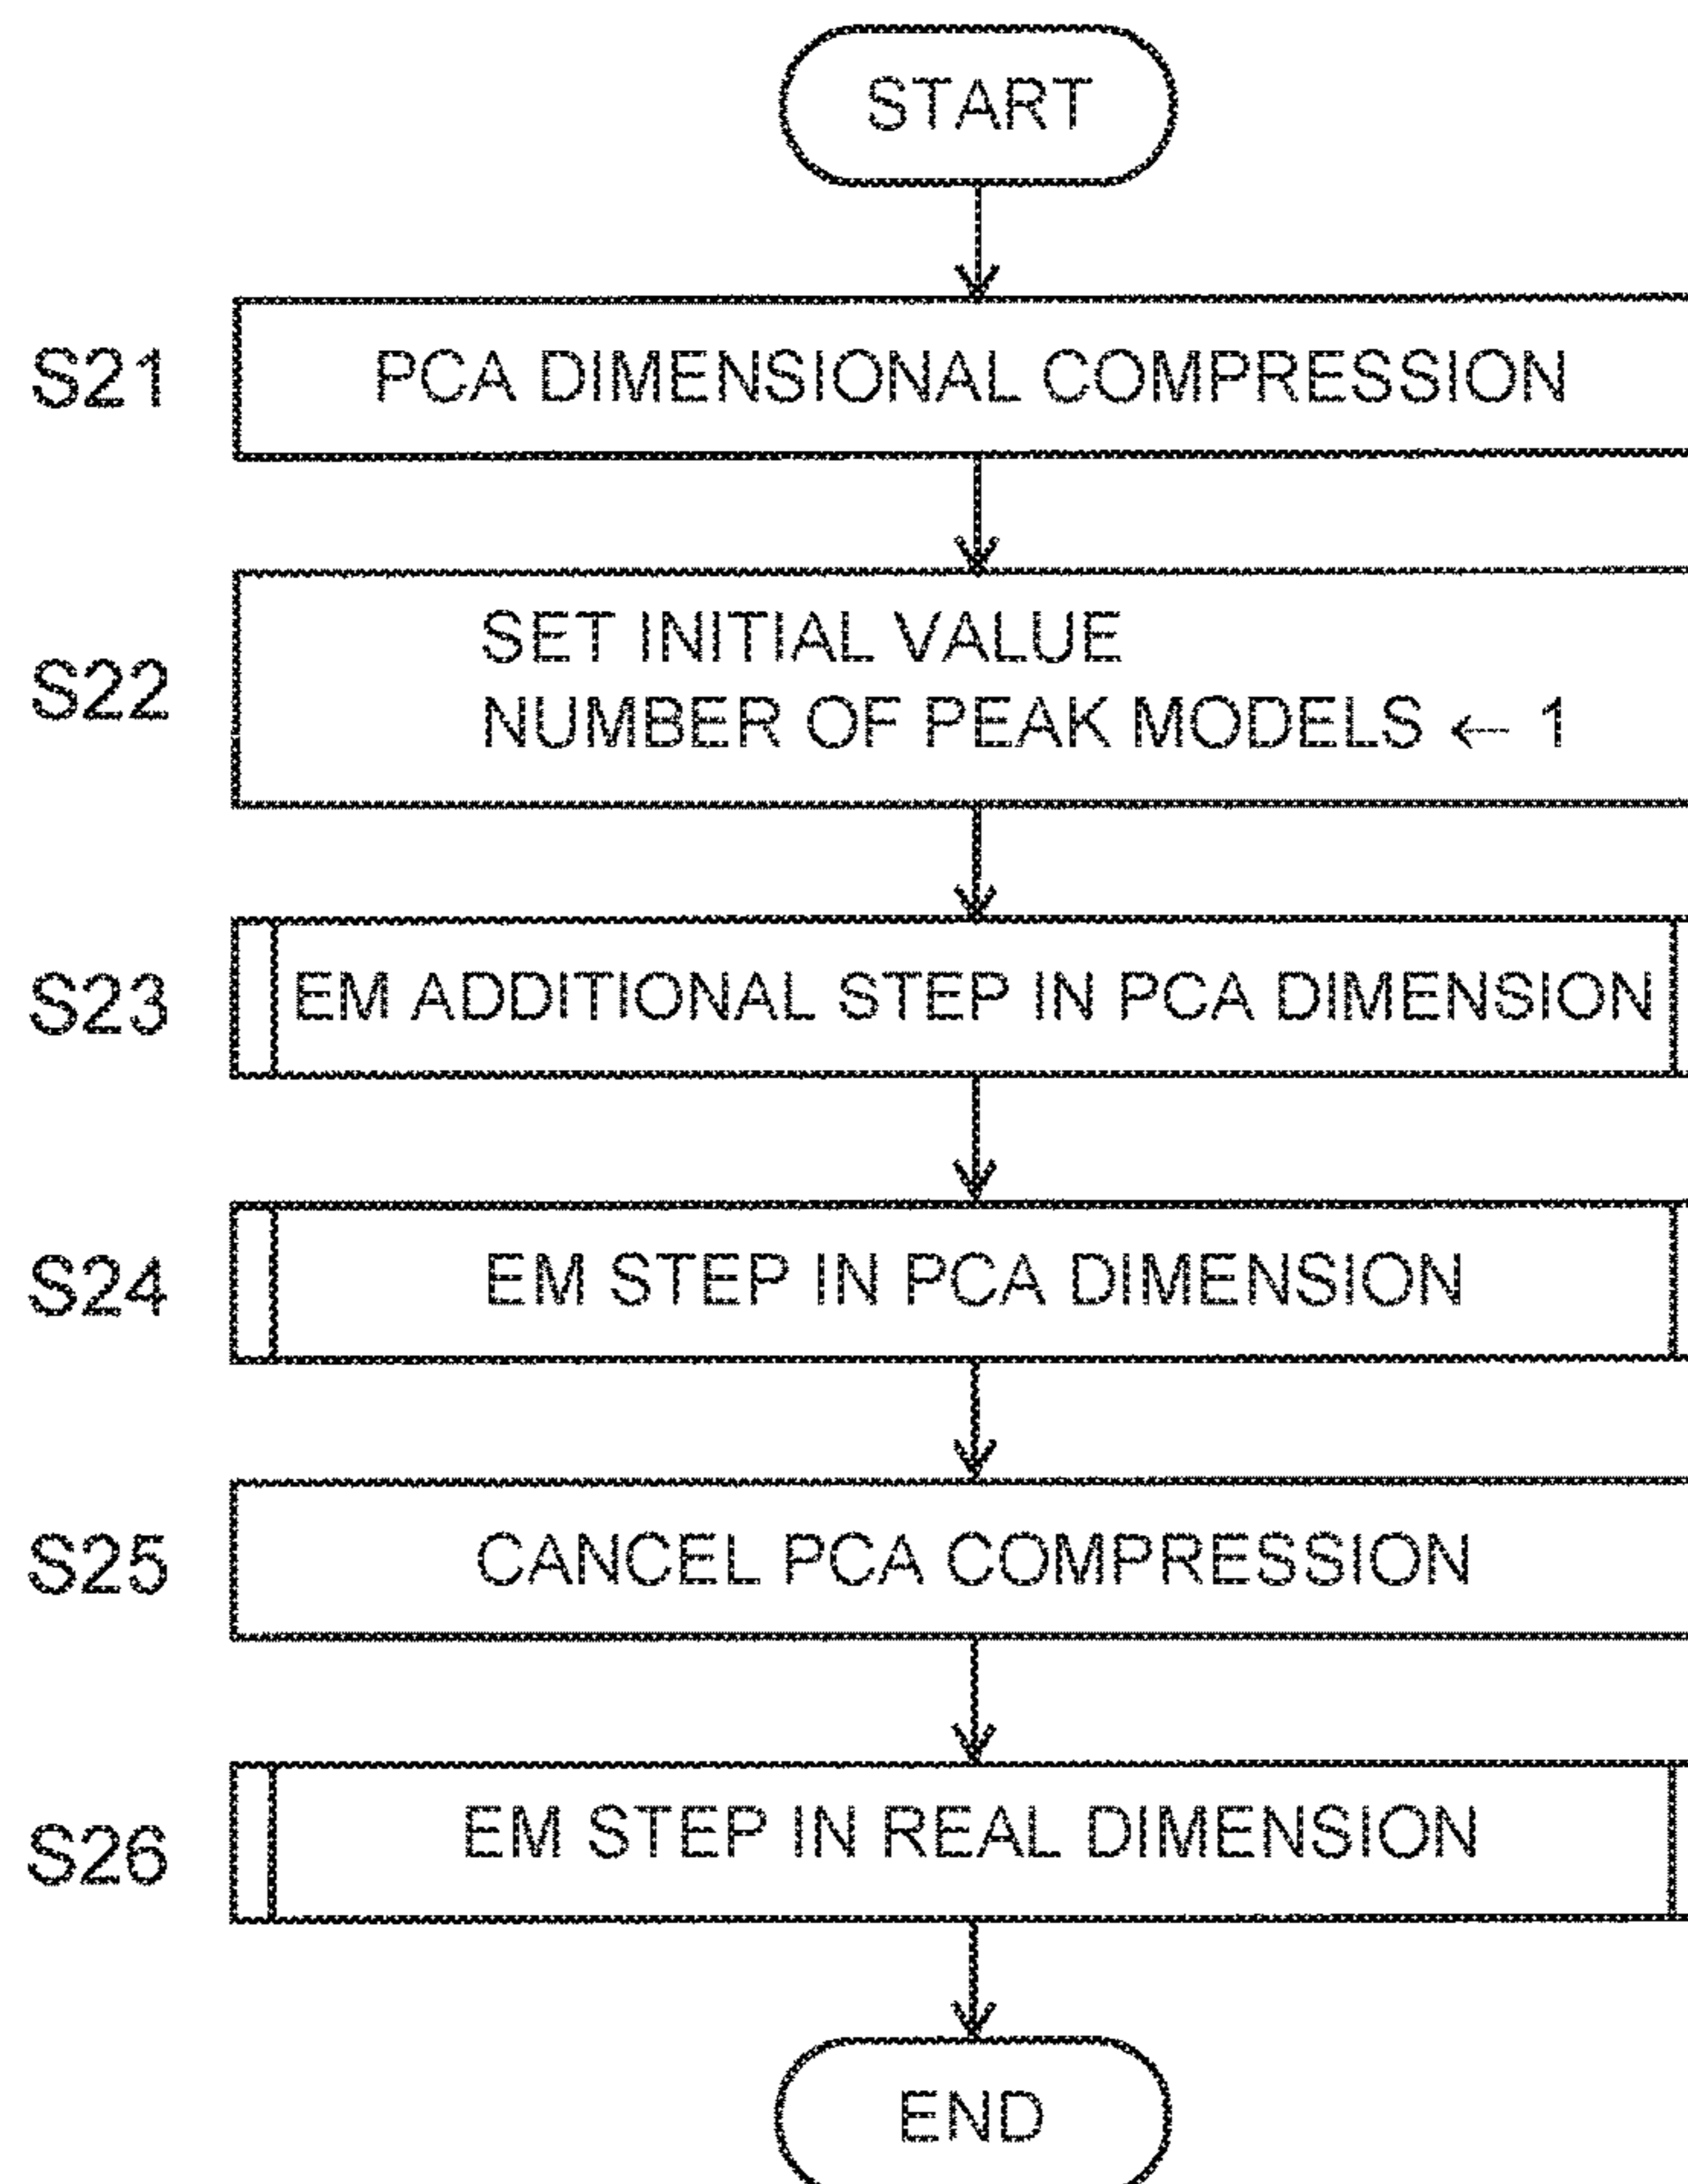 START
S21 PCA DIMENSIONAL COMPRESSION
S22 SET INITIAL VALUE
NUMBER OF PEAK MODELS ← 1
S23 EM ADDITIONAL STEP IN PCA DIMENSION
S24 EM STEP IN PCA DIMENSION
S25 CANCEL PCA COMPRESSION
S26 EM STEP IN REAL DIMENSION
END